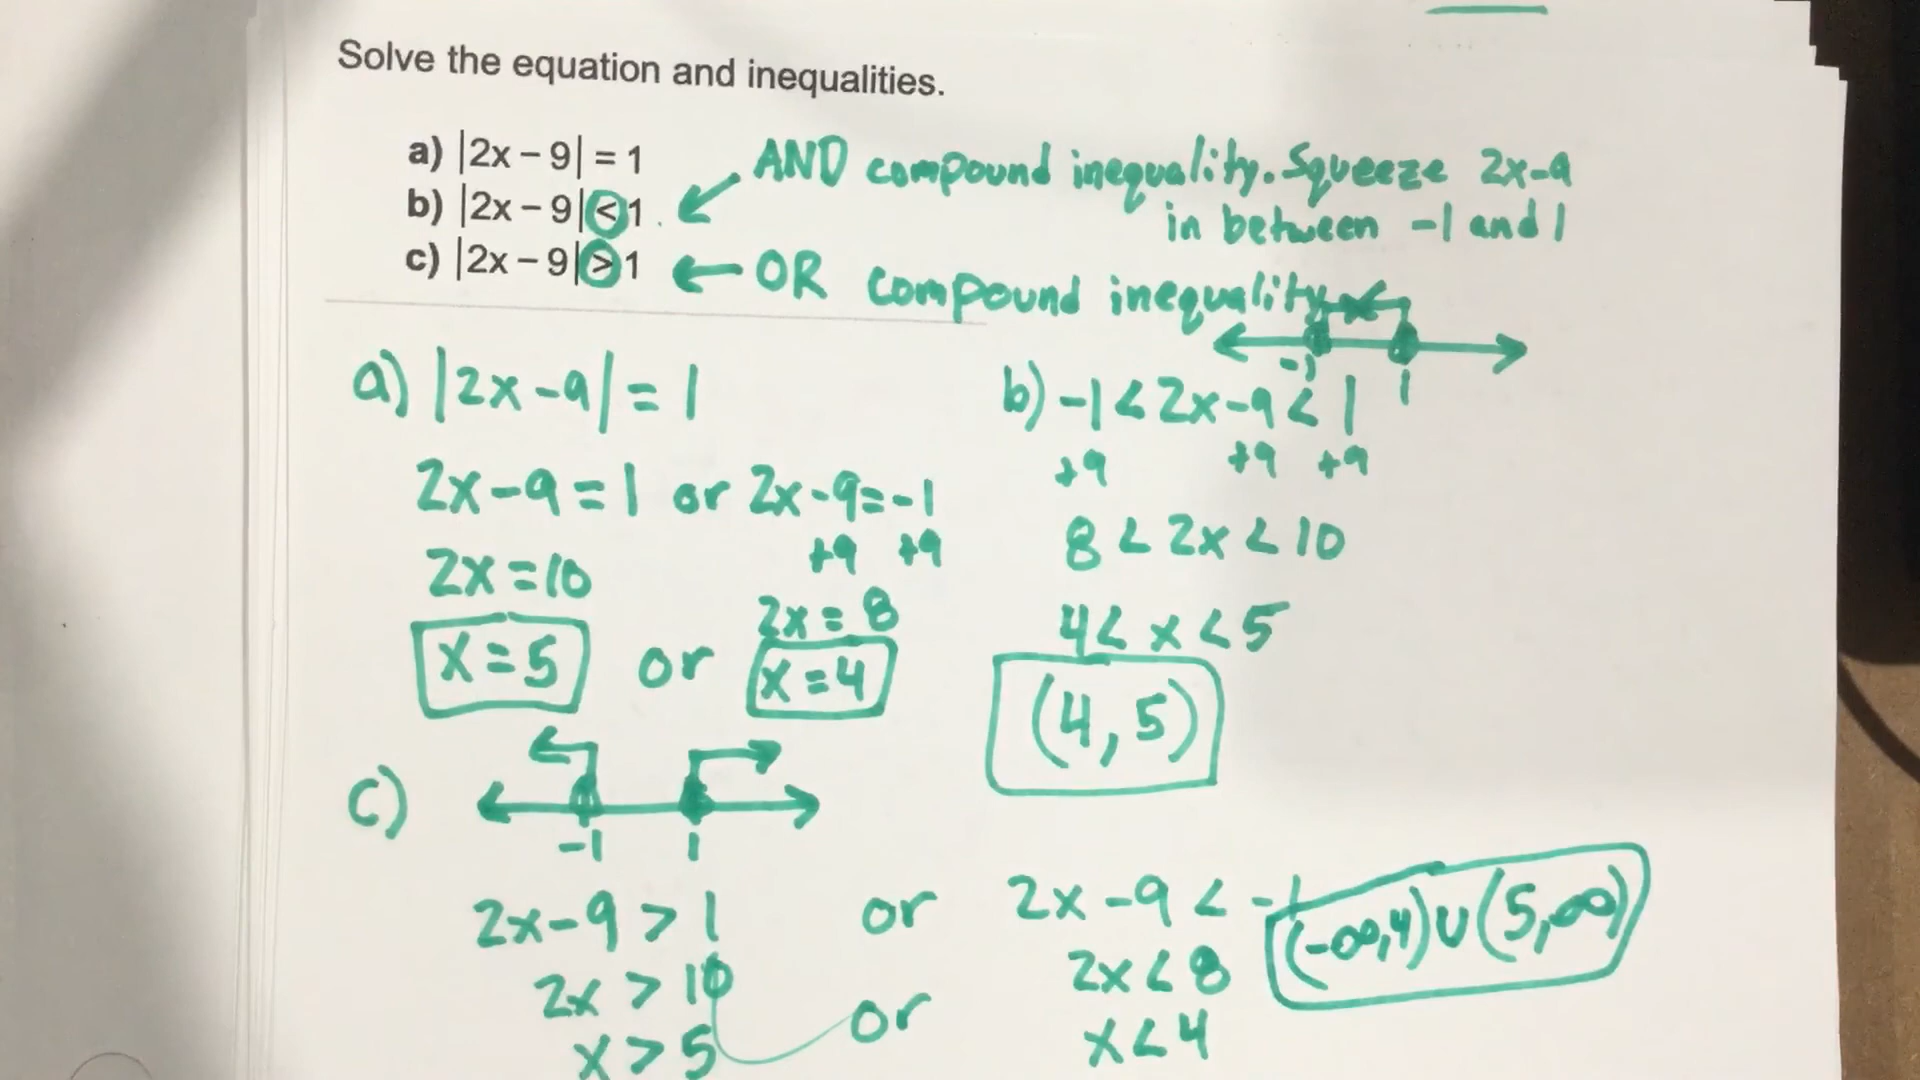 Solve the equation and inequalities.
a) |2x − 9| = 1
b) |2x − 9| < 1.
c) |2x − 9| > 1
AND compound inequality. Squeeze 2x-9
in between -1 and 1
OR compound inequality
-1 1
a) |2x-9| = 1
2x-9=1 or 2x-9=-1
+9 +9
2x=10
2x=8
x=5 or x=4
b) -1<2x-9<1
+9 +9 +9
8<2x<10
4<x<5
(4,5)
c)
-1 1
2x-9>1 or 2x-9<-1
2x>10 2x<8
x>5 or x<4
(-∞,4)∪(5,∞)